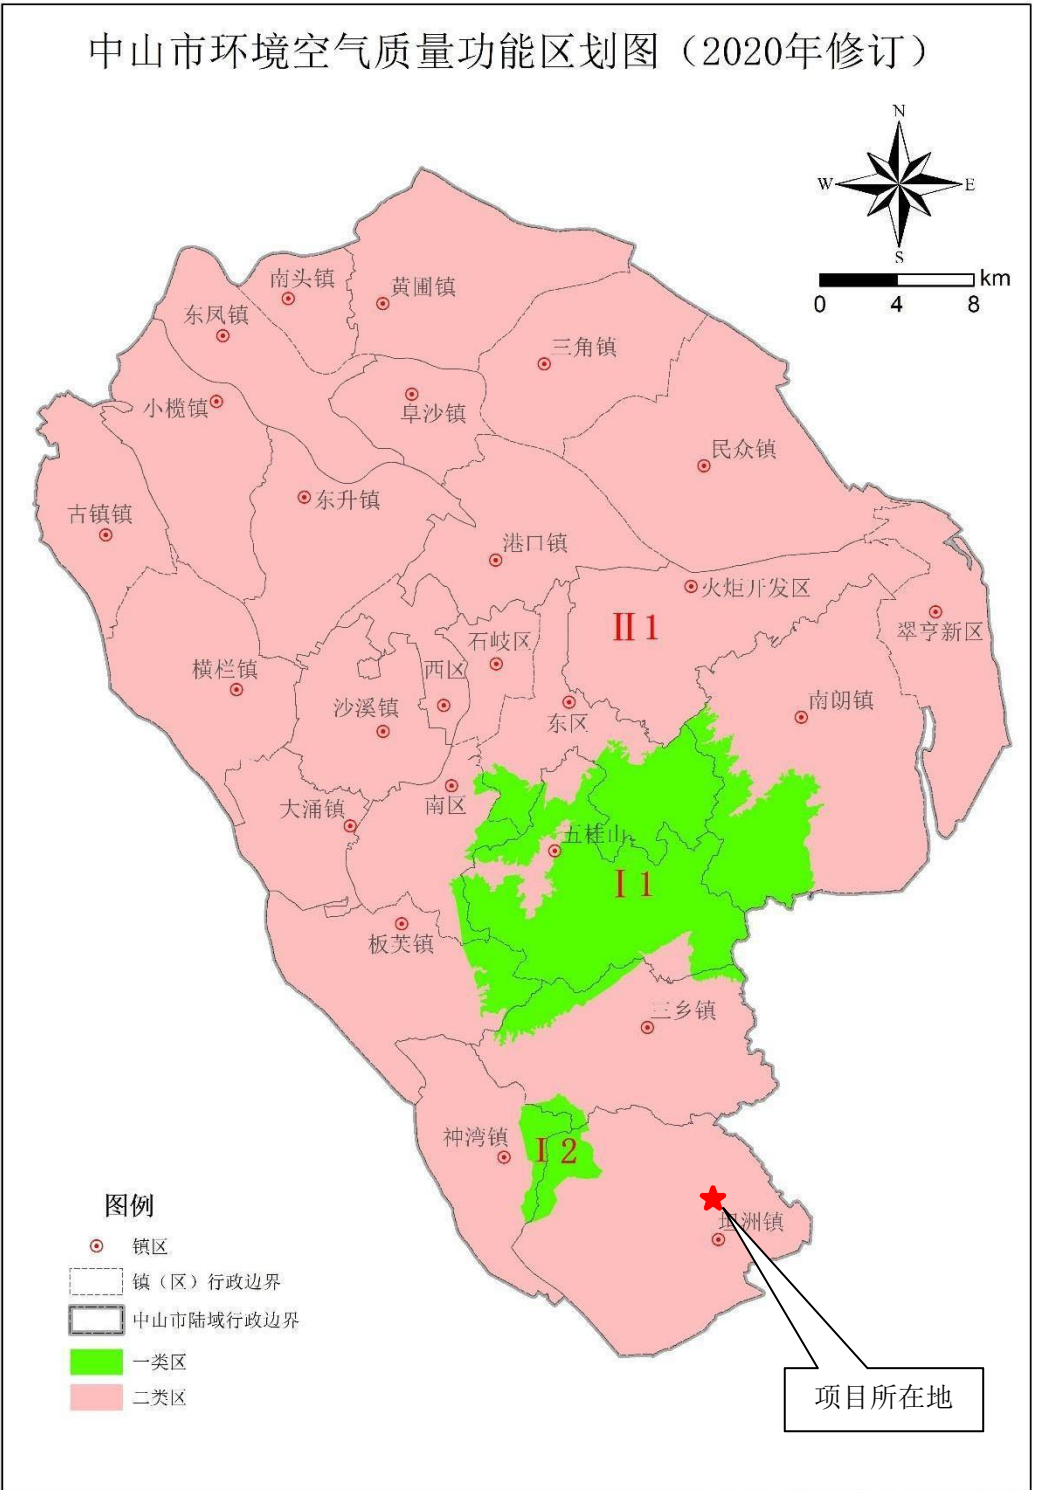 中山市环境空气质量功能区划图（2020年修订）
N
W
E
S
km
0
4
8
南头镇
黄圃镇
东凤镇
三角镇
小榄镇
阜沙镇
民众镇
东升镇
古镇镇
港口镇
火炬开发区
II 1
翠亨新区
石岐区
西区
横栏镇
沙溪镇
东区
南朗镇
大涌镇
南区
五桂山
I 1
板芙镇
三乡镇
神湾镇
I 2
坦洲镇
图例
镇区
镇（区）行政边界
中山市陆域行政边界
一类区
二类区
项目所在地